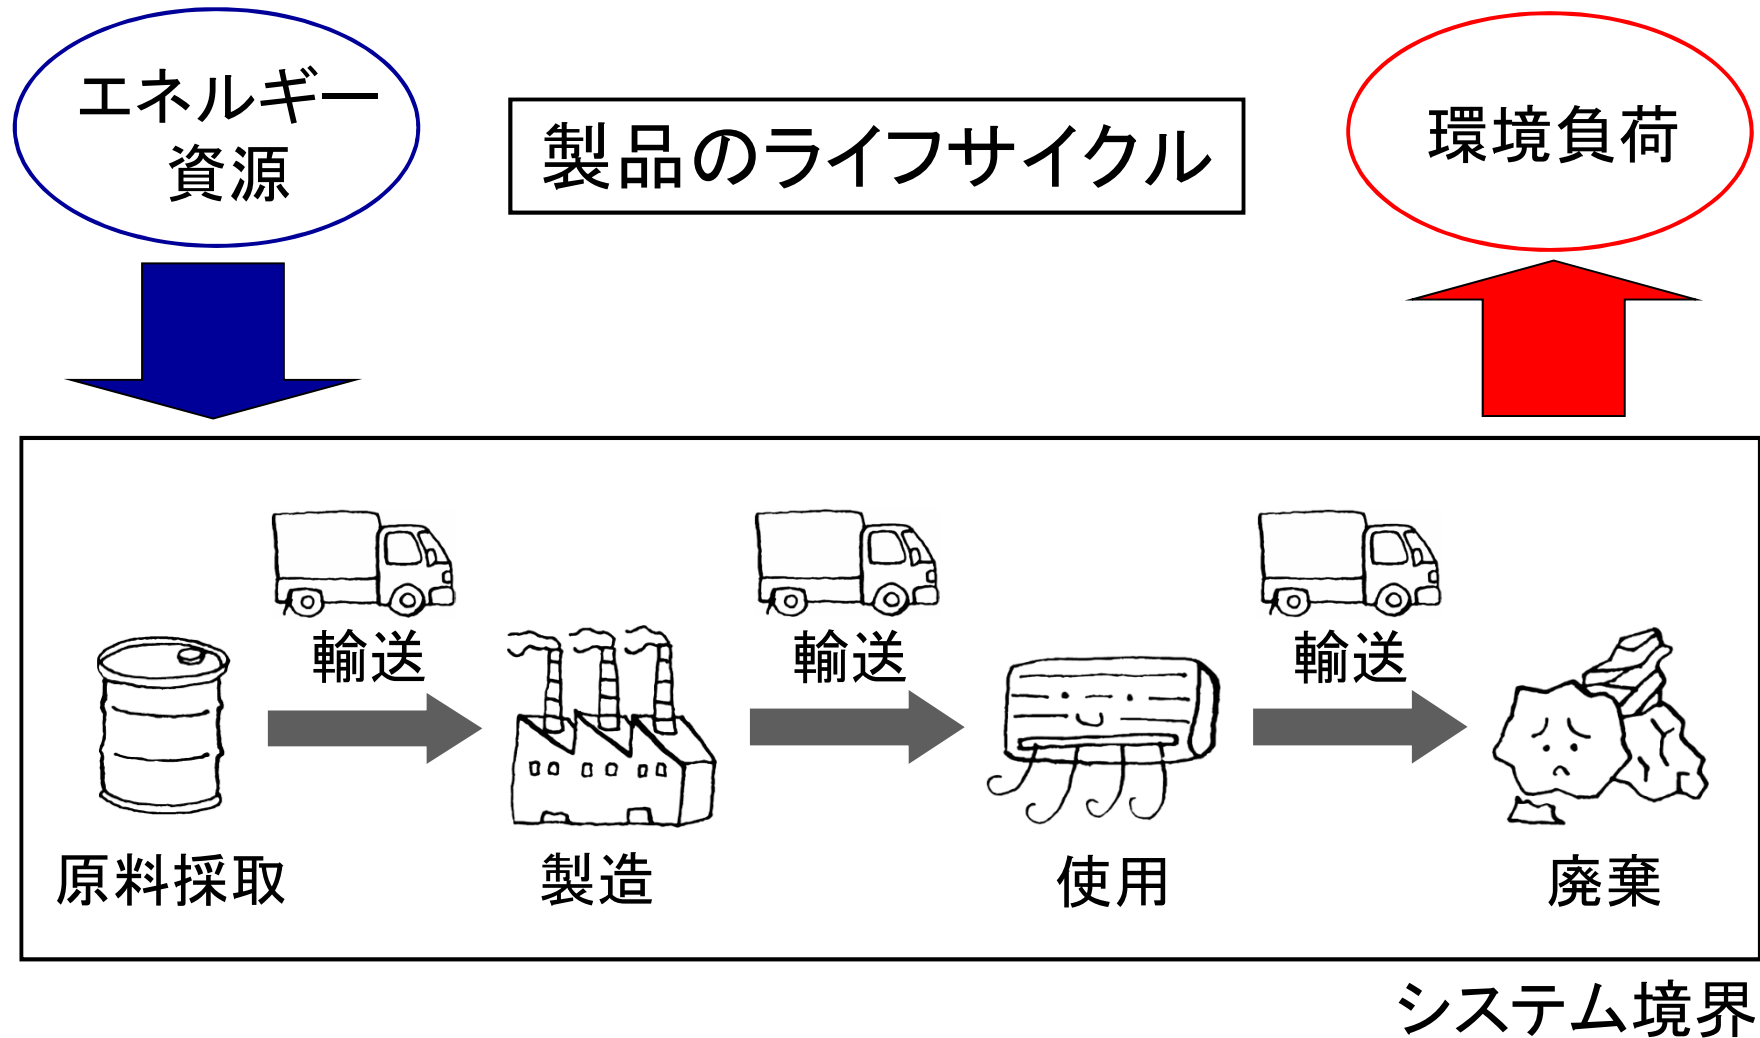 エネルギー
資源
製品のライフサイクル
環境負荷
輸送
輸送
輸送
原料採取
製造
使用
廃棄
システム境界